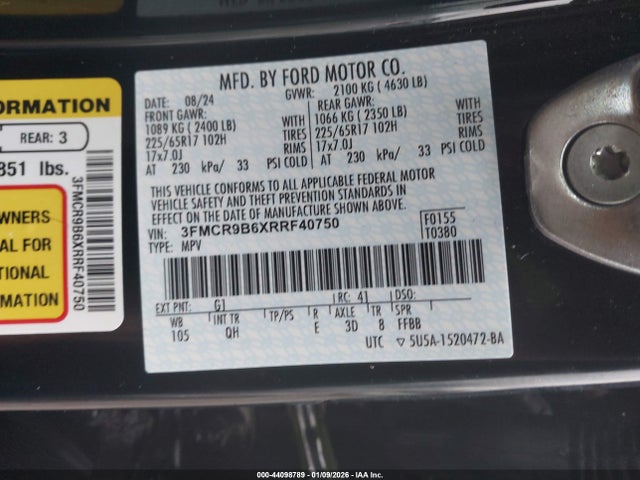 ORMATION
REAR: 3
851 lbs.
WNERS
AL FOR
TIONAL
RMATION
3FMCR9B6XRRF40750
MFD. BY FORD MOTOR CO.
DATE: 08/24 GVWR: 2100 KG ( 4630 LB)
FRONT GAWR: REAR GAWR:
1089 KG ( 2400 LB) WITH 1066 KG ( 2350 LB) WITH
225/65R17 102H TIRES 225/65R17 102H TIRES
17x7.0J RIMS 17x7.0J RIMS
AT 230 kPa/ 33 PSI COLD AT 230 kPa/ 33 PSI COLD
THIS VEHICLE CONFORMS TO ALL APPLICABLE FEDERAL MOTOR
VEHICLE SAFETY AND THEFT PREVENTION STANDARDS IN
EFFECT ON THE DATE OF MANUFACTURE SHOWN ABOVE.
VIN: 3FMCR9B6XRRF40750 F0155
TYPE: MPV T0380
EXT PNT: G1 RC: 41 DSO:
WB INT TR TP/PS R AXLE TR SPR
105 QH E 3D 8 FFBB
UTC ▽ 5U5A-1520472-BA
000-44098789 - 01/09/2026 - IAA Inc.